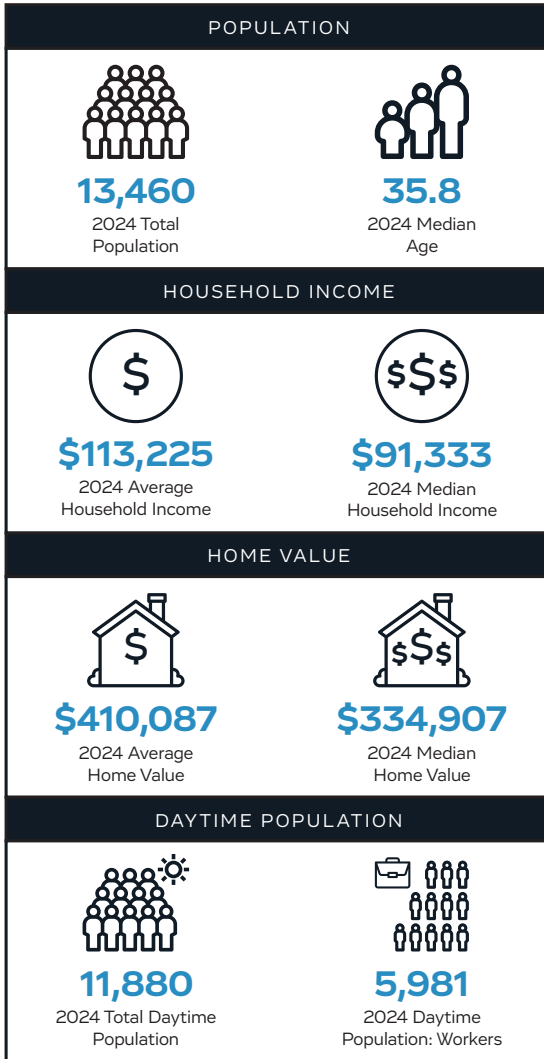 POPULATION
13,460
2024 Total
Population
35.8
2024 Median
Age
HOUSEHOLD INCOME
$
$113,225
2024 Average
Household Income
$$$
$91,333
2024 Median
Household Income
HOME VALUE
$
$410,087
2024 Average
Home Value
$$$
$334,907
2024 Median
Home Value
DAYTIME POPULATION
11,880
2024 Total Daytime
Population
5,981
2024 Daytime
Population: Workers